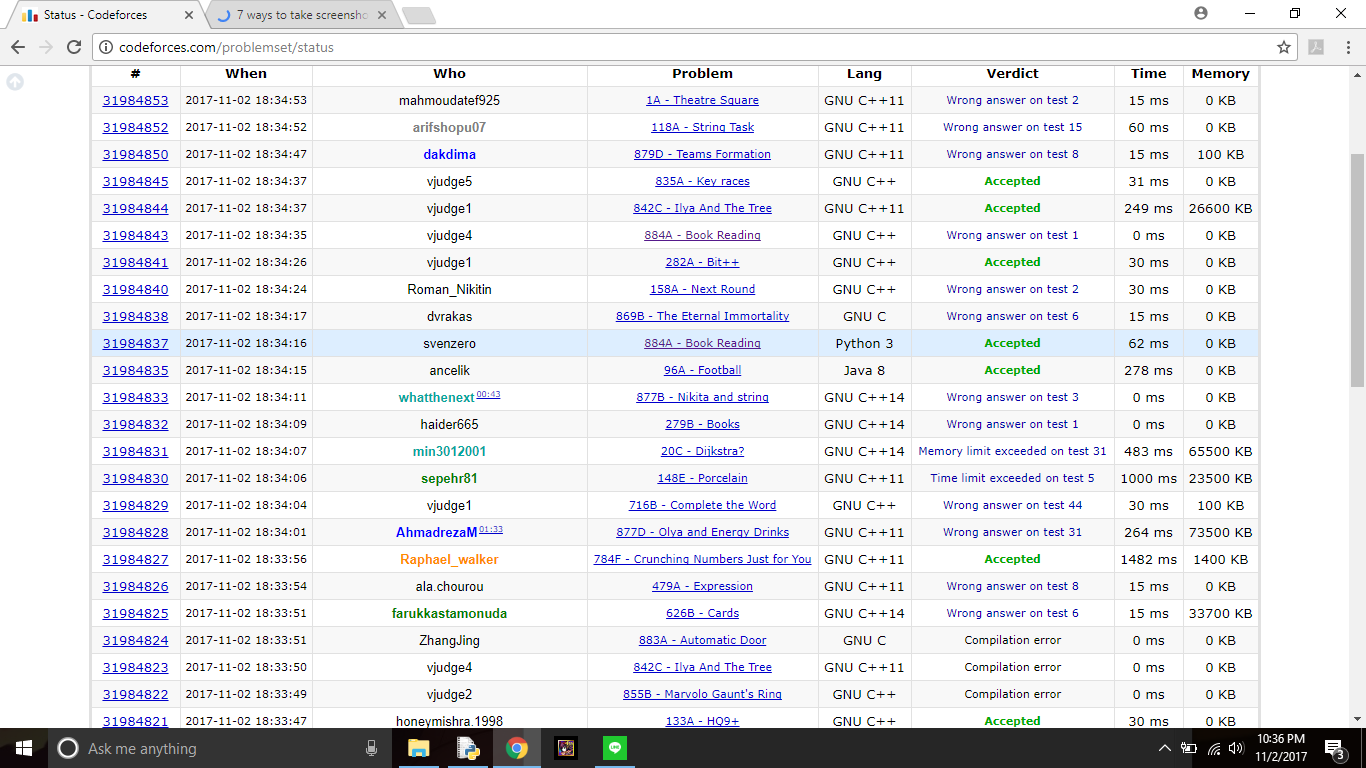 Status - Codeforces
7 ways to take screensho
codeforces.com/problemset/status
# When Who Problem Lang Verdict Time Memory
31984853 2017-11-02 18:34:53 mahmoudatef925 1A - Theatre Square GNU C++11 Wrong answer on test 2 15 ms 0 KB
31984852 2017-11-02 18:34:52 arifshopu07 118A - String Task GNU C++11 Wrong answer on test 15 60 ms 0 KB
31984850 2017-11-02 18:34:47 dakdima 879D - Teams Formation GNU C++11 Wrong answer on test 8 15 ms 100 KB
31984845 2017-11-02 18:34:37 vjudge5 835A - Key races GNU C++ Accepted 31 ms 0 KB
31984844 2017-11-02 18:34:37 vjudge1 842C - Ilya And The Tree GNU C++11 Accepted 249 ms 26600 KB
31984843 2017-11-02 18:34:35 vjudge4 884A - Book Reading GNU C++ Wrong answer on test 1 0 ms 0 KB
31984841 2017-11-02 18:34:26 vjudge1 282A - Bit++ GNU C++ Accepted 30 ms 0 KB
31984840 2017-11-02 18:34:24 Roman_Nikitin 158A - Next Round GNU C++ Wrong answer on test 2 30 ms 0 KB
31984838 2017-11-02 18:34:17 dvrakas 869B - The Eternal Immortality GNU C Wrong answer on test 6 15 ms 0 KB
31984837 2017-11-02 18:34:16 svenzero 884A - Book Reading Python 3 Accepted 62 ms 0 KB
31984835 2017-11-02 18:34:15 ancelik 96A - Football Java 8 Accepted 278 ms 0 KB
31984833 2017-11-02 18:34:11 whatthenext 00:43 877B - Nikita and string GNU C++14 Wrong answer on test 3 0 ms 0 KB
31984832 2017-11-02 18:34:09 haider665 279B - Books GNU C++14 Wrong answer on test 1 0 ms 0 KB
31984831 2017-11-02 18:34:07 min3012001 20C - Dijkstra? GNU C++14 Memory limit exceeded on test 31 483 ms 65500 KB
31984830 2017-11-02 18:34:06 sepehr81 148E - Porcelain GNU C++11 Time limit exceeded on test 5 1000 ms 23500 KB
31984829 2017-11-02 18:34:04 vjudge1 716B - Complete the Word GNU C++ Wrong answer on test 44 30 ms 100 KB
31984828 2017-11-02 18:34:01 AhmadrezaM 01:33 877D - Olya and Energy Drinks GNU C++11 Wrong answer on test 31 264 ms 73500 KB
31984827 2017-11-02 18:33:56 Raphael_walker 784F - Crunching Numbers Just for You GNU C++11 Accepted 1482 ms 1400 KB
31984826 2017-11-02 18:33:54 ala.chourou 479A - Expression GNU C++11 Wrong answer on test 8 15 ms 0 KB
31984825 2017-11-02 18:33:51 farukkastamonuda 626B - Cards GNU C++14 Wrong answer on test 6 15 ms 33700 KB
31984824 2017-11-02 18:33:51 ZhangJing 883A - Automatic Door GNU C Compilation error 0 ms 0 KB
31984823 2017-11-02 18:33:50 vjudge4 842C - Ilya And The Tree GNU C++11 Compilation error 0 ms 0 KB
31984822 2017-11-02 18:33:49 vjudge2 855B - Marvolo Gaunt's Ring GNU C++ Compilation error 0 ms 0 KB
31984821 2017-11-02 18:33:47 honeymishra.1998 133A - HQ9+ GNU C++ Accepted 30 ms 0 KB
Ask me anything
LINE
10:36 PM
11/2/2017
3